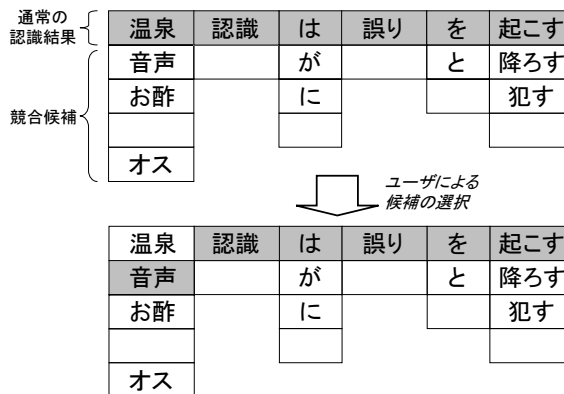 通常の
認識結果
温泉 認識 は 誤り を 起こす
競合候補
音声 が と 降ろす
お酢 に 犯す
オス
ユーザによる
候補の選択
温泉 認識 は 誤り を 起こす
音声 が と 降ろす
お酢 に 犯す
オス